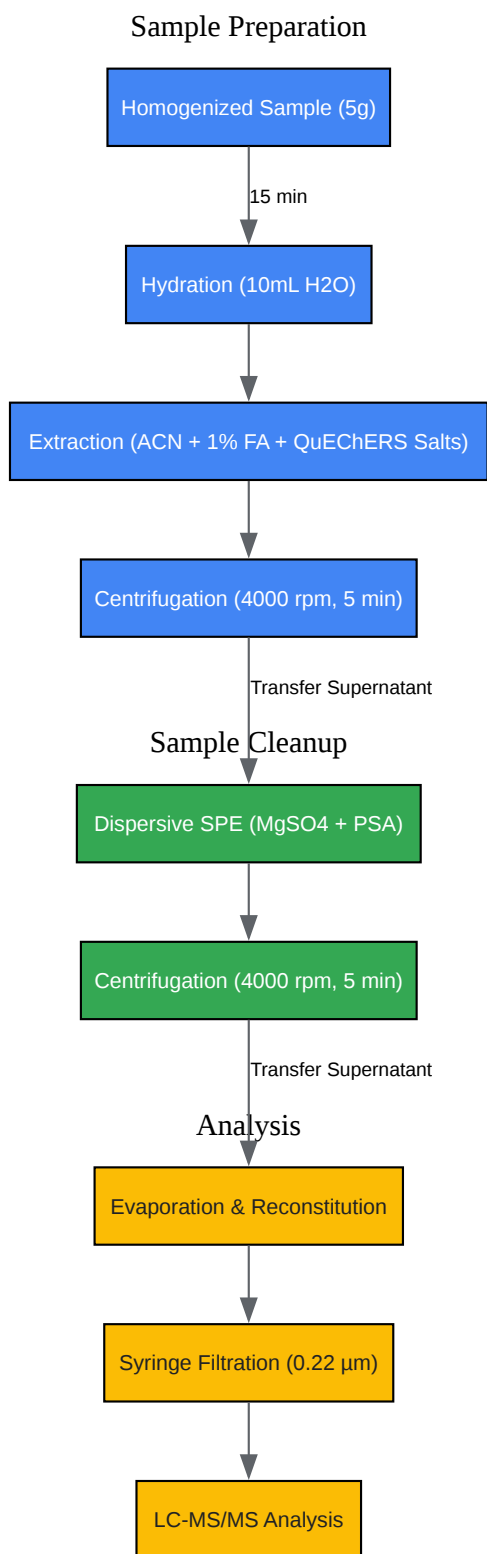 Sample Preparation
Homogenized Sample (5g)
15 min
Hydration (10mL H2O)
Extraction (ACN + 1% FA + QuEChERS Salts)
Centrifugation (4000 rpm, 5 min)
Transfer Supernatant
Sample Cleanup
Dispersive SPE (MgSO4 + PSA)
Centrifugation (4000 rpm, 5 min)
Transfer Supernatant
Analysis
Evaporation & Reconstitution
Syringe Filtration (0.22 µm)
LC-MS/MS Analysis